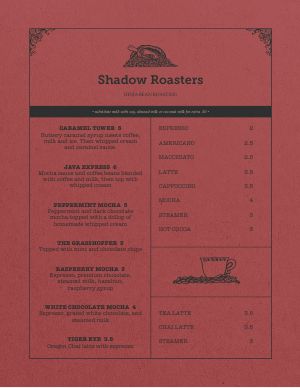 Shadow Roasters
• substitute milk with soy, almond milk or coconut milk for extra .50 •
CARAMEL TOWER 5
Buttery caramel syrup meets coffee,
milk and ice. Then whipped cream
and caramel sauce.
JAVA EXPRESS 6
Mocha sauce and coffee beans blended
with coffee and milk, then top with
whipped cream
PEPPERMINT MOCHA 5
Peppermint and dark chocolate
mocha topped with a dollop of
homemade whipped cream
THE GRASSHOPPER 5
Topped with mint and chocolate chips
RASPBERRY MOCHA 5
Espresso, premium chocolate,
steamed milk, hazelnut,
raspberry syrup
WHITE CHOCOLATE MOCHA 4
Espresso, grated white chocolate, and
steamed milk
TIGER EYE 3.5
Oregon Chai latte with espresso
ESPRESSO 2
AMERICANO 2.5
MACCHIATO 2.5
LATTE 3.5
CAPPUCCINO 3.5
MOCHA 4
STEAMER 3
HOT COCOA 3
TEA LATTE 3.5
CHAI LATTE 3.5
STEAMER 3